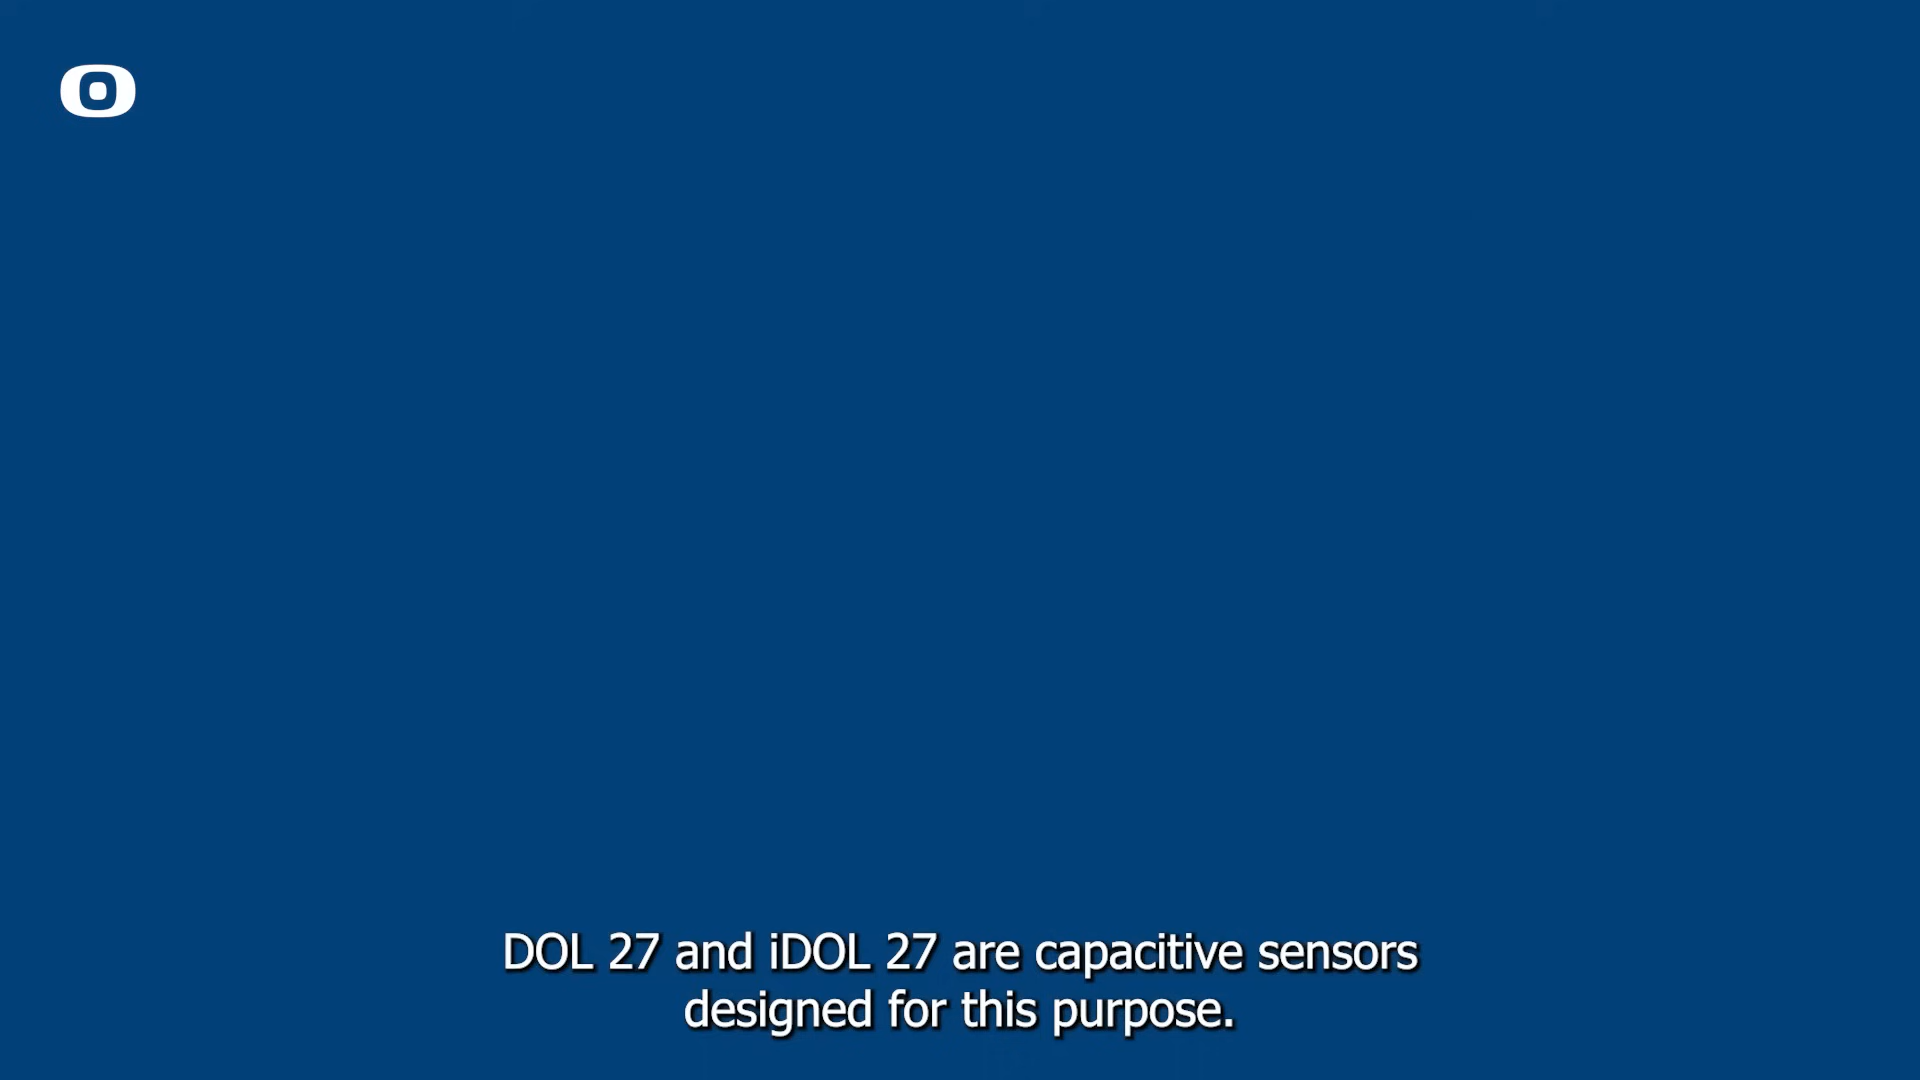 DOL 27 and iDOL 27 are capacitive sensors
designed for this purpose.